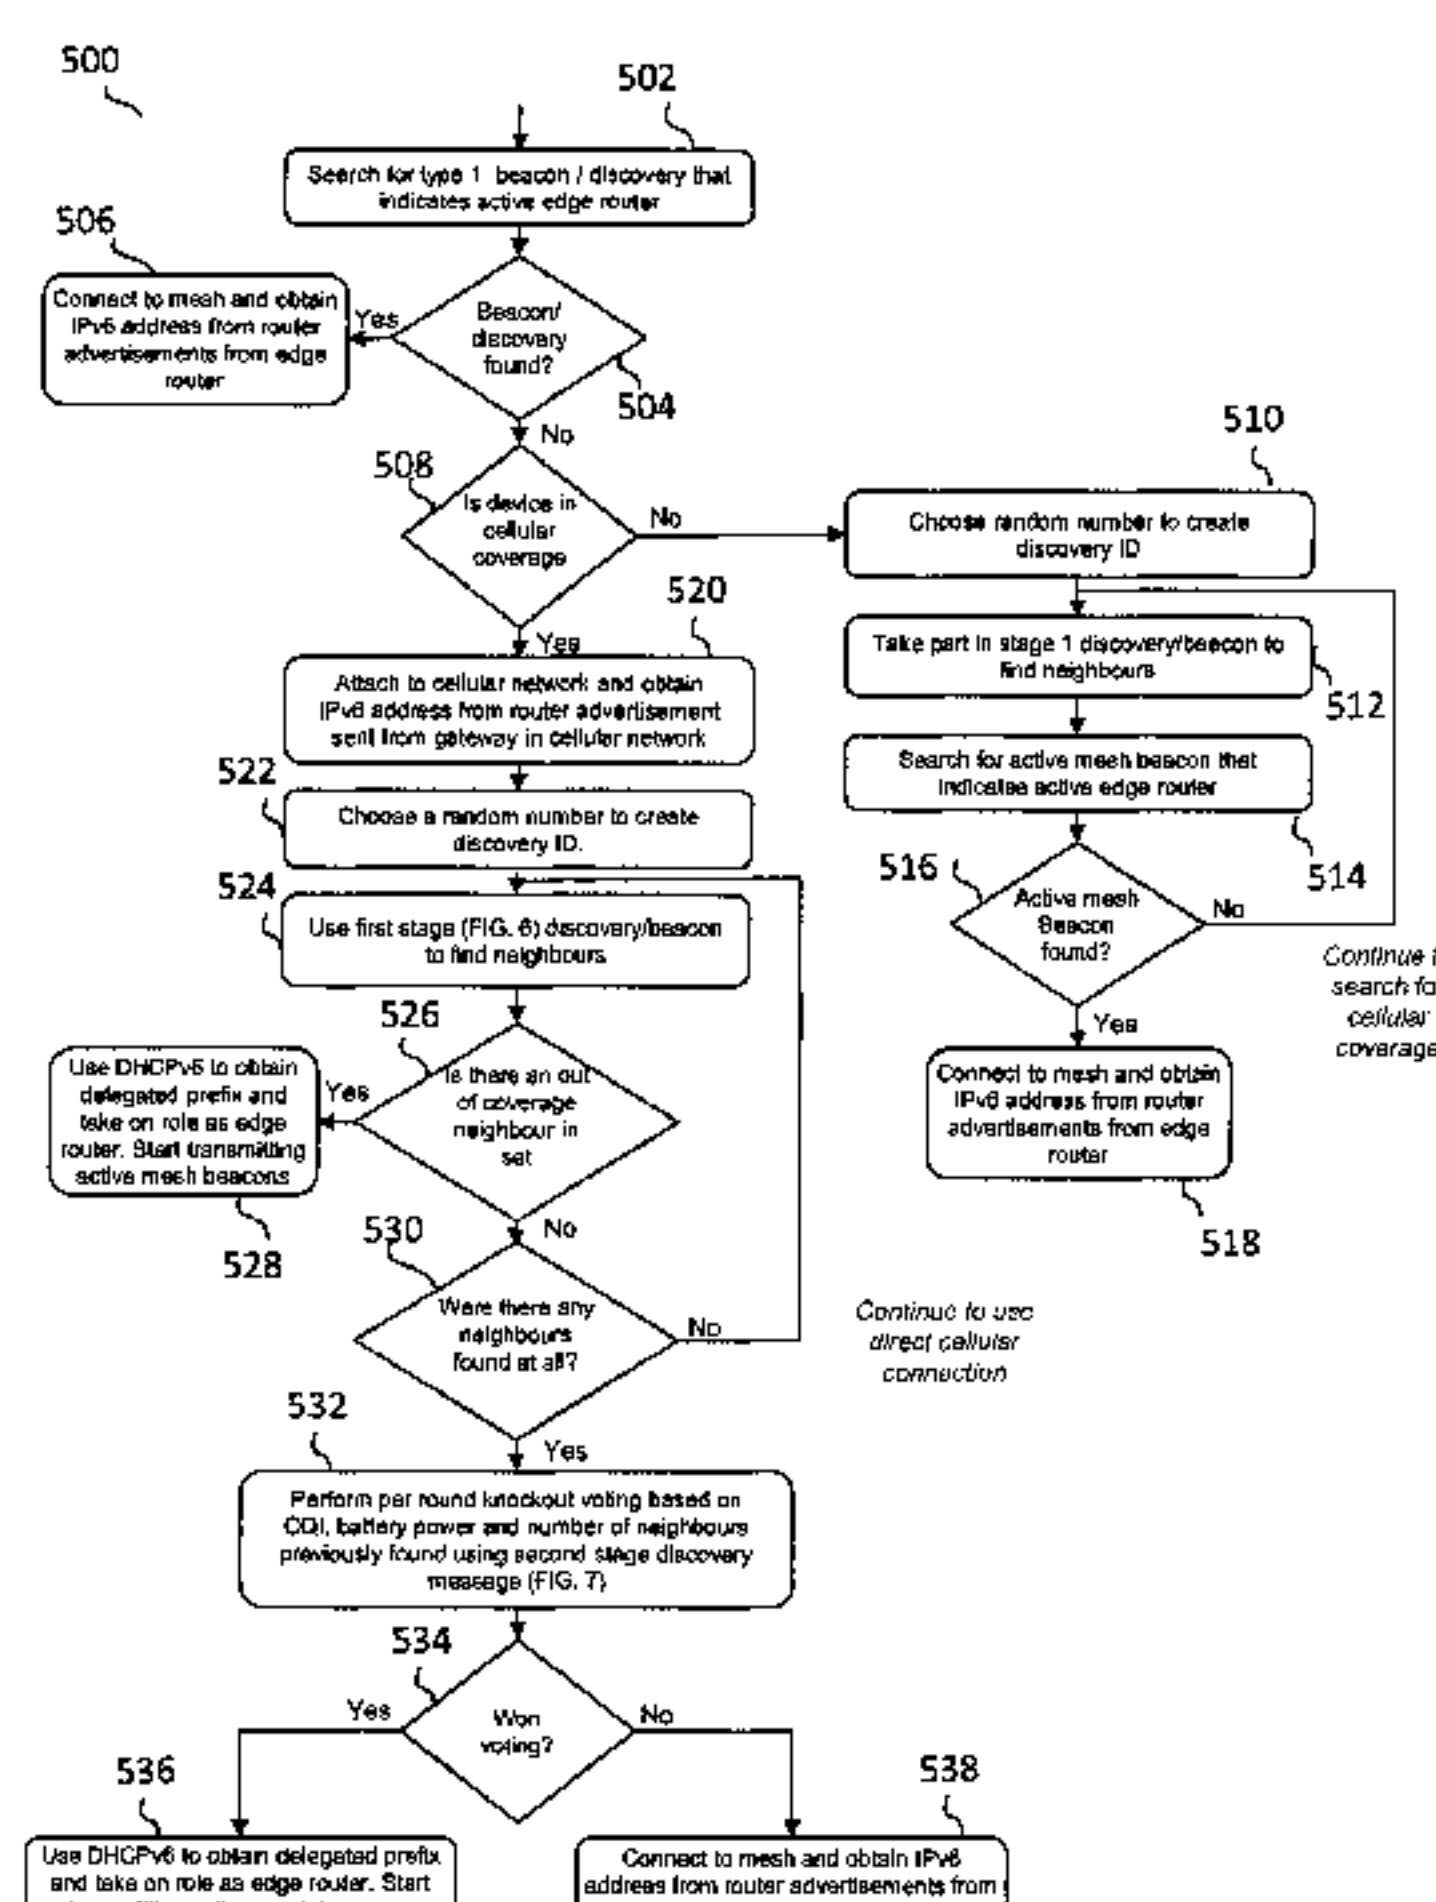 500
502
Search for type 1 beacon / discovery that
indicates active edge router
506
Connect to mesh and obtain
IPv6 address from router
advertisements from edge
router
Yes
Beacon/
discovery
found?
504
No
508
Is device in
cellular
coverage
No
510
Choose random number to create
discovery ID
Yes
520
Attach to cellular network and obtain
IPv6 address from router advertisement
sent from gateway in cellular network
Take part in stage 1 discovery/beacon to
find neighbours
512
522
Choose a random number to create
discovery ID.
Search for active mesh beacon that
indicates active edge router
514
524
Use first stage (FIG. 6) discovery/beacon
to find neighbours
516
Active mesh
Beacon
found?
No
Continue t
search fo
cellular
coverage
Yes
526
Is there an out
of coverage
neighbour in
set
Yes
Use DHCPv6 to obtain
delegated prefix and
take on role as edge
router. Start transmitting
active mesh beacons
528
Connect to mesh and obtain
IPv6 address from router
advertisements from edge
router
518
No
530
Were there any
neighbours
found at all?
No
Continue to use
direct cellular
connection
Yes
532
Perform per round knockout voting based on
CQI, battery power and number of neighbours
previously found using second stage discovery
message (FIG. 7)
534
Won
voting?
Yes
No
536
Use DHCPv6 to obtain delegated prefix
and take on role as edge router. Start
538
Connect to mesh and obtain IPv6
address from router advertisements from